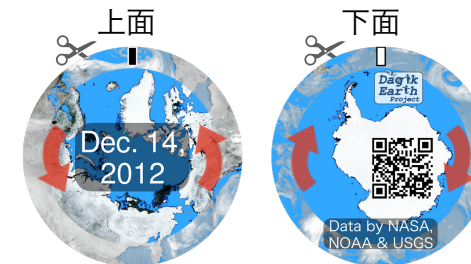 上面
下面
Dec. 14,
2012
Dagik
Earth
Project
Data by NASA,
NOAA & USGS